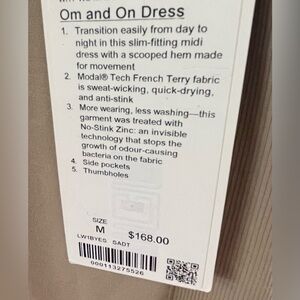 Om and On Dress
1. Transition easily from day to
night in this slim-fitting midi
dress with a scooped hem made
for movement
2. Modal® Tech French Terry fabric
is sweat-wicking, quick-drying,
and anti-stink
3. More wearing, less washing—this
garment was treated with
No-Stink Zinc: an invisible
technology that stops the
growth of odour-causing
bacteria on the fabric
4. Side pockets
5. Thumbholes
SIZE
M $168.00
LW1BYES SADT
000113275526